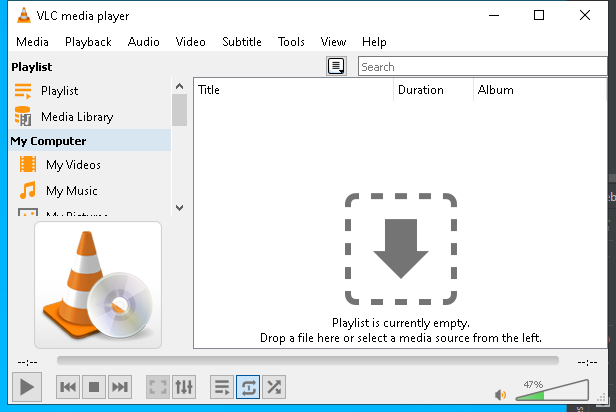 VLC media player
Media Playback Audio Video Subtitle Tools View Help
Playlist
Search
Playlist
Media Library
My Computer
My Videos
My Music
My Pictures
Title Duration Album
Playlist is currently empty.
Drop a file here or select a media source from the left.
--:-- --:--
47%